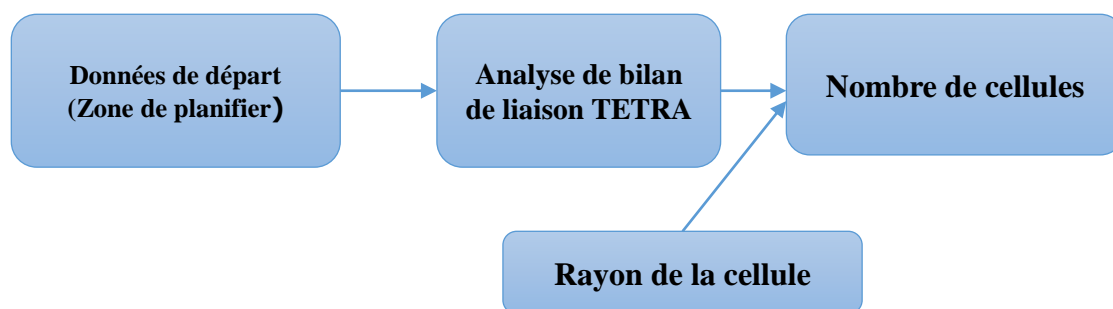 Données de départ
(Zone de planifier)
Analyse de bilan
de liaison TETRA
Nombre de cellules
Rayon de la cellule